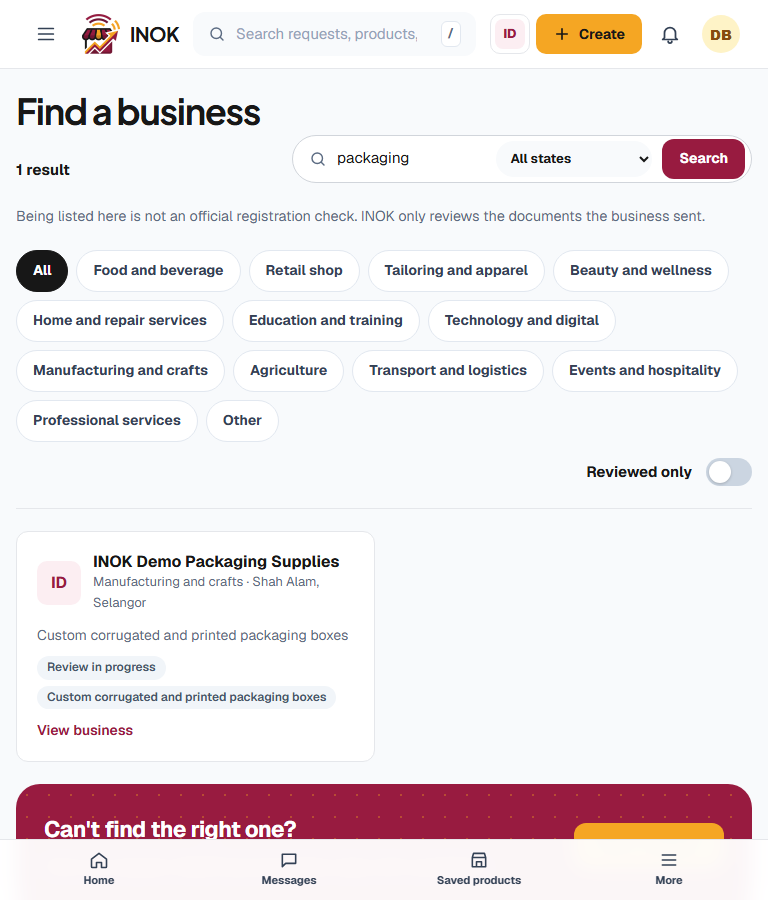 INOK
Search requests, products,
/
ID
Create
DB
Find a business
1 result
packaging
All states
Search
Being listed here is not an official registration check. INOK only reviews the documents the business sent.
All
Food and beverage
Retail shop
Tailoring and apparel
Beauty and wellness
Home and repair services
Education and training
Technology and digital
Manufacturing and crafts
Agriculture
Transport and logistics
Events and hospitality
Professional services
Other
Reviewed only
ID
INOK Demo Packaging Supplies
Manufacturing and crafts · Shah Alam,
Selangor
Custom corrugated and printed packaging boxes
Review in progress
Custom corrugated and printed packaging boxes
View business
Can't find the right one?
Home
Messages
Saved products
More